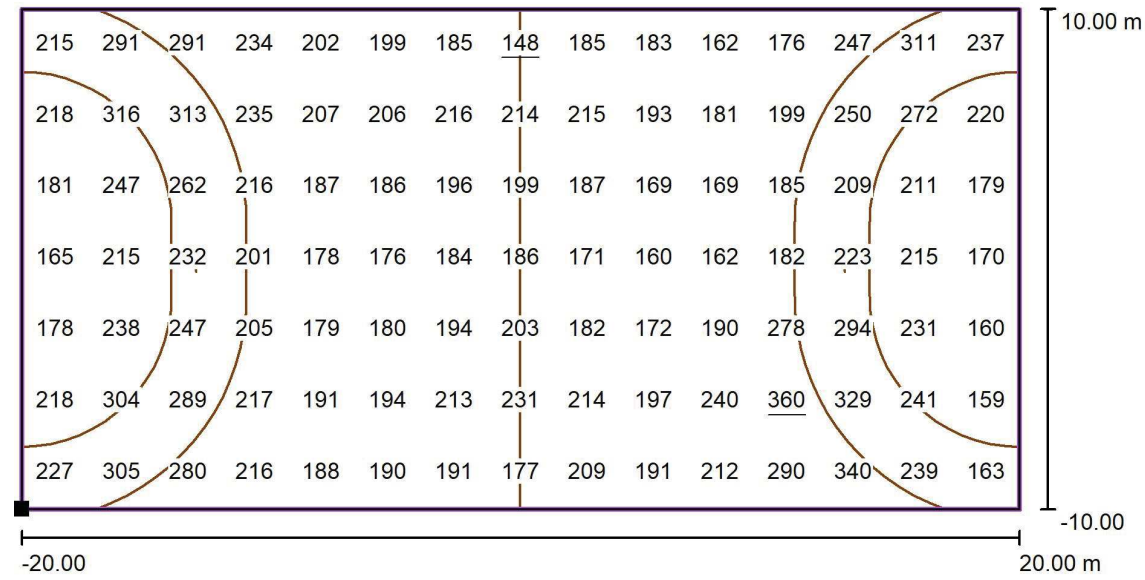 10.00 m
215 291 291 234 202 199 185 148 185 183 162 176 247 311 237
218 316 313 235 207 206 216 214 215 193 181 199 250 272 220
181 247 262 216 187 186 196 199 187 169 169 185 209 211 179
165 215 232 201 178 176 184 186 171 160 162 182 223 215 170
178 238 247 205 179 180 194 203 182 172 190 278 294 231 160
218 304 289 217 191 194 213 231 214 197 240 360 329 241 159
227 305 280 216 188 190 191 177 209 191 212 290 340 239 163
-10.00
-20.00 20.00 m